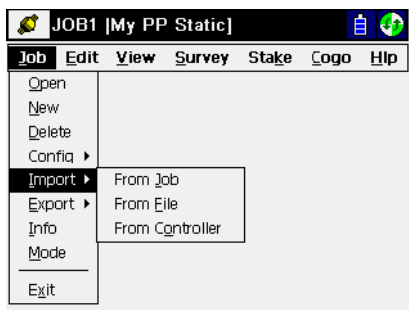 JOB1 [My PP Static]
Job Edit View Survey Stake Cogo Hlp
Open
New
Delete
Config
Import
From Job
From File
From Controller
Export
Info
Mode
Exit